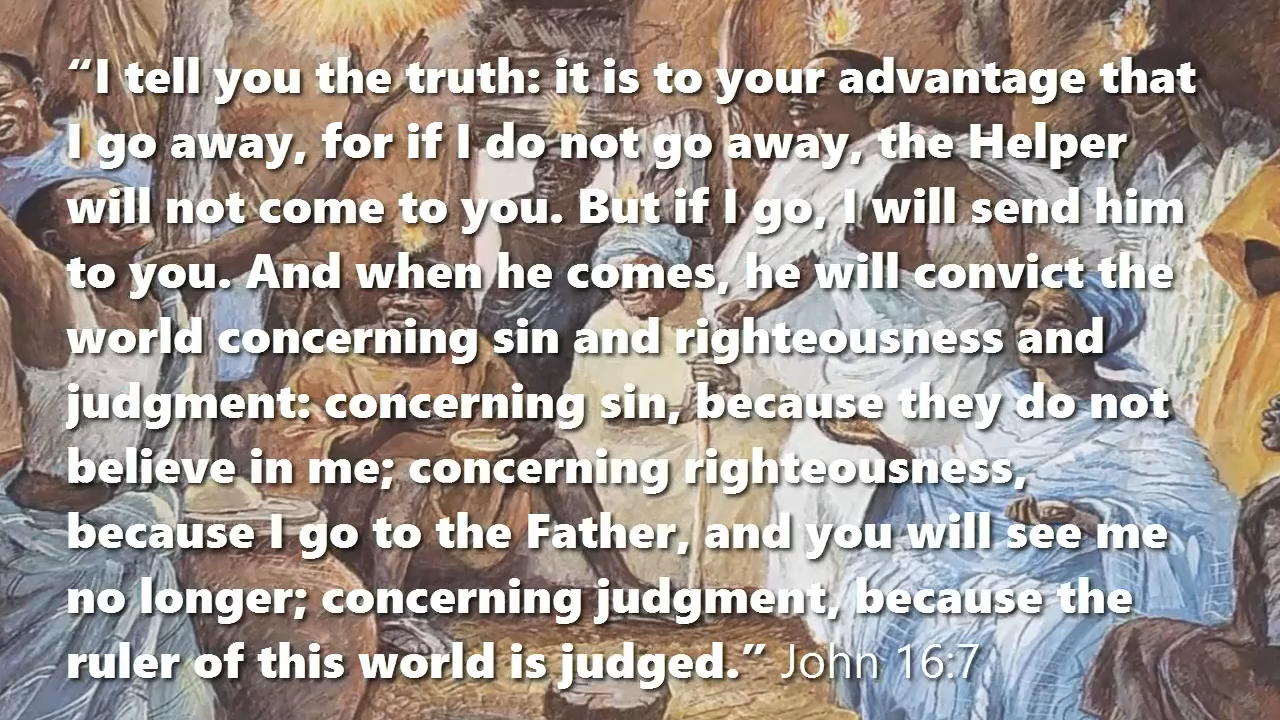 “I tell you the truth: it is to your advantage that
I go away, for if I do not go away, the Helper
will not come to you. But if I go, I will send him
to you. And when he comes, he will convict the
world concerning sin and righteousness and
judgment: concerning sin, because they do not
believe in me; concerning righteousness,
because I go to the Father, and you will see me
no longer; concerning judgment, because the
ruler of this world is judged.” John 16:7